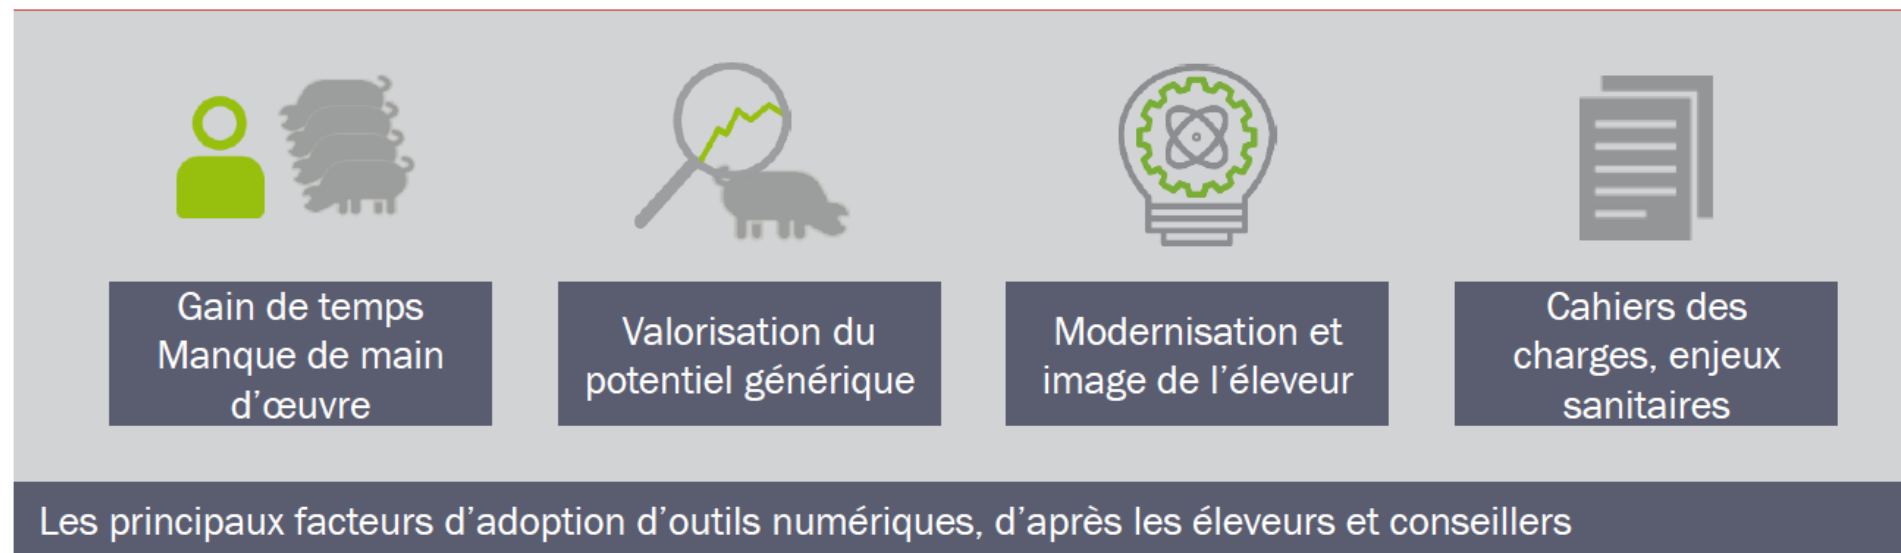 Gain de temps
Manque de main
d'œuvre
Valorisation du
potentiel générique
Modernisation et
image de l'éleveur
Cahiers des
charges, enjeux
sanitaires
Les principaux facteurs d'adoption d'outils numériques, d'après les éleveurs et conseillers